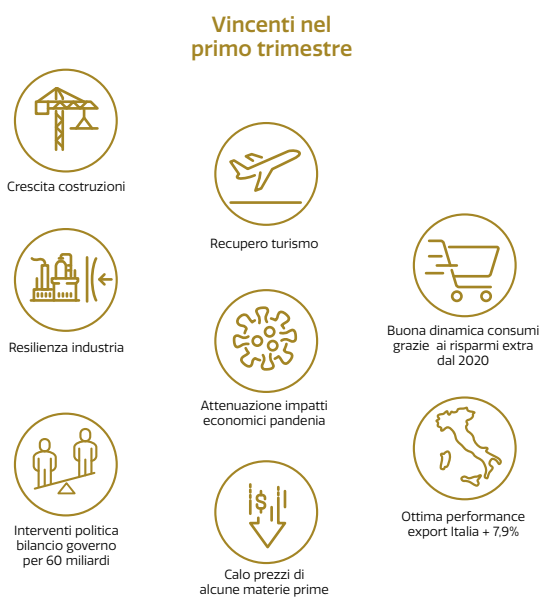 Vincenti nel
primo trimestre
Crescita costruzioni
Recupero turismo
Resilienza industria
Buona dinamica consumi
grazie ai risparmi extra
dal 2020
Attenuazione impatti
economici pandenia
Interventi politica
bilancio governo
per 60 miliardi
Ottima performance
export Italia + 7,9%
$
Calo prezzi di
alcune materie prime